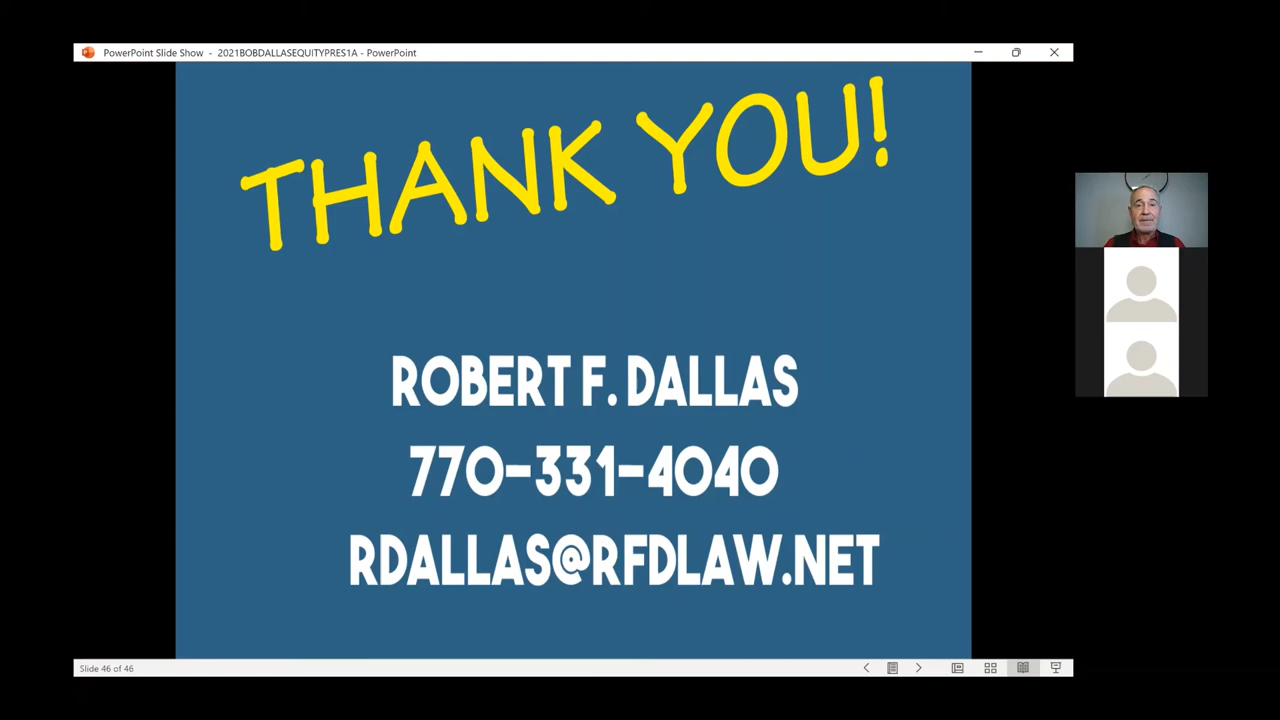 PowerPoint Slide Show - 2021BOBDALLASEQUITYPRES1A - PowerPoint
THANK YOU!
ROBERT F. DALLAS
770-331-4040
RDALLAS@RFDLAW.NET
Slide 46 of 46